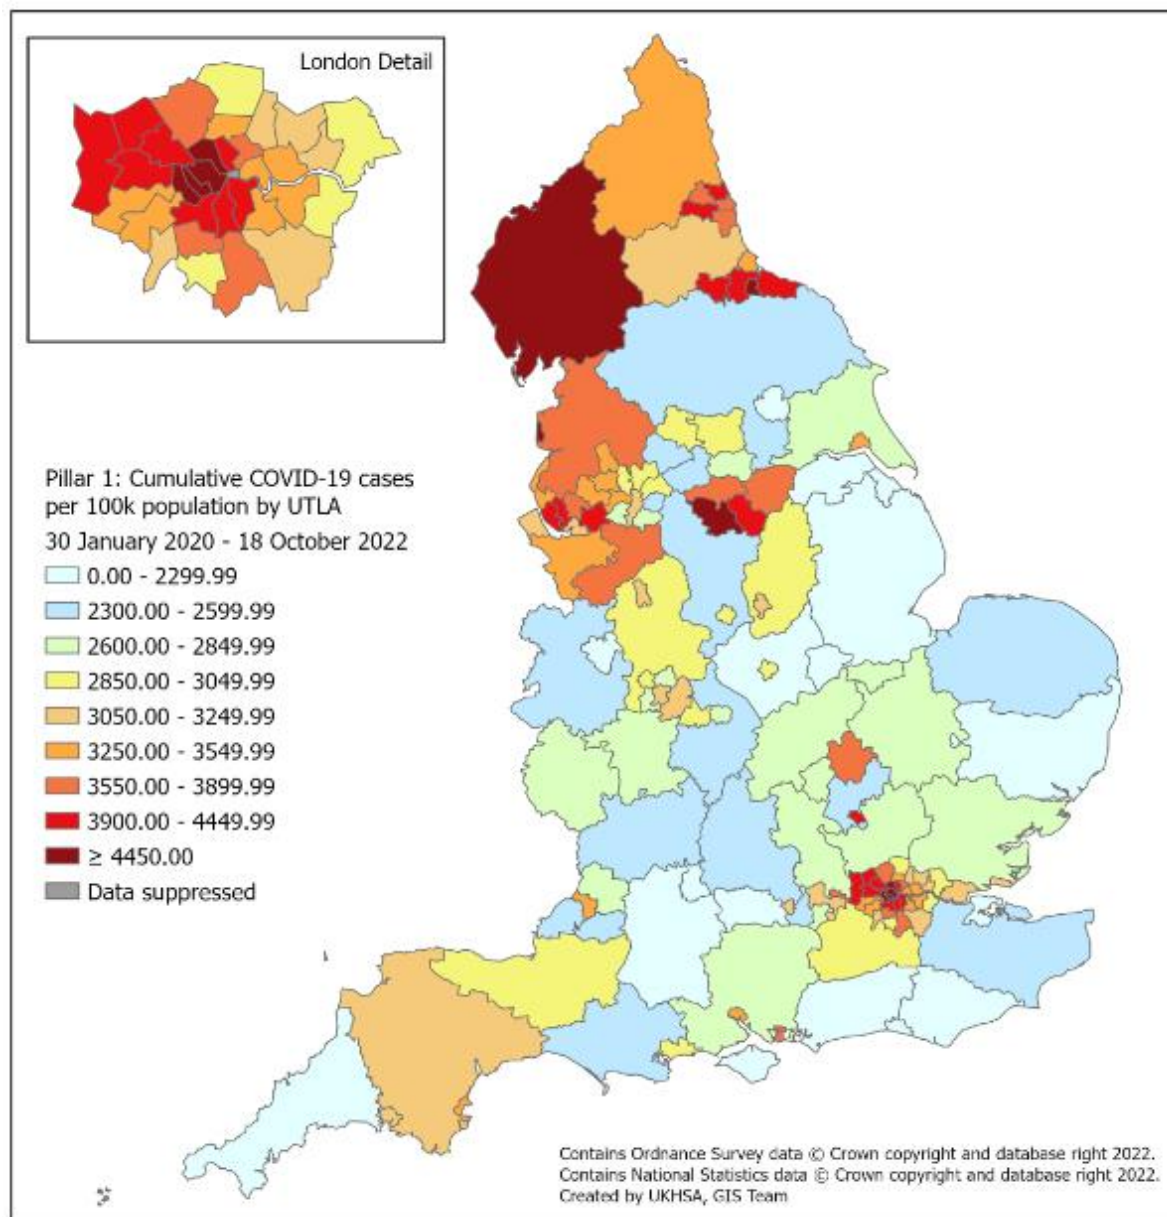 London Detail
Pillar 1: Cumulative COVID-19 cases
per 100k population by UTLA
30 January 2020 - 18 October 2022
0.00 - 2299.99
2300.00 - 2599.99
2600.00 - 2849.99
2850.00 - 3049.99
3050.00 - 3249.99
3250.00 - 3549.99
3550.00 - 3899.99
3900.00 - 4449.99
≥ 4450.00
Data suppressed
Contains Ordnance Survey data © Crown copyright and database right 2022.
Contains National Statistics data © Crown copyright and database right 2022.
Created by UKHSA, GIS Team